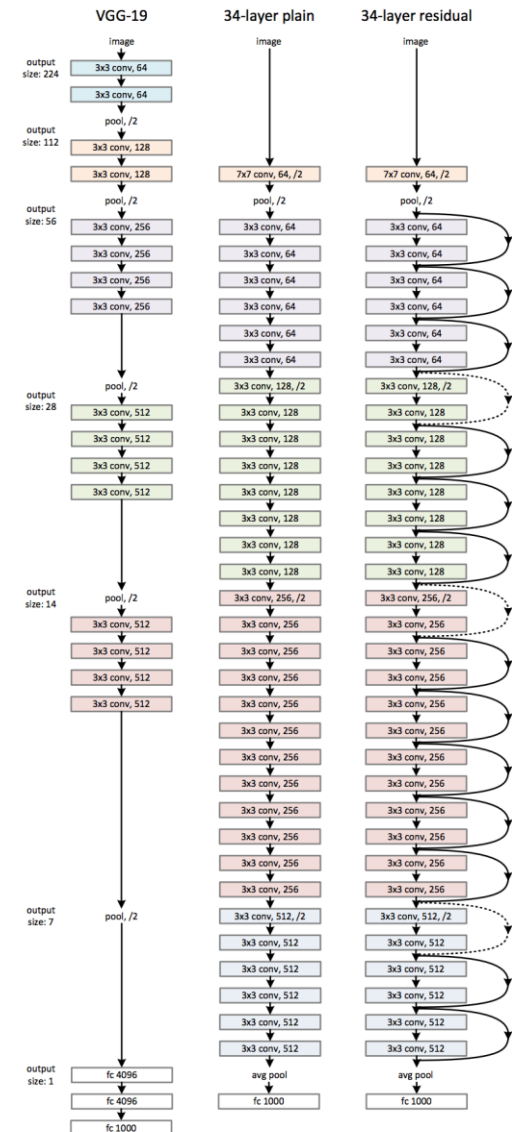 VGG-19
image
output
size: 224
3x3 conv, 64
3x3 conv, 64
pool, /2
output
size: 112
3x3 conv, 128
3x3 conv, 128
pool, /2
output
size: 56
3x3 conv, 256
3x3 conv, 256
3x3 conv, 256
3x3 conv, 256
pool, /2
output
size: 28
3x3 conv, 512
3x3 conv, 512
3x3 conv, 512
3x3 conv, 512
pool, /2
output
size: 14
3x3 conv, 512
3x3 conv, 512
3x3 conv, 512
3x3 conv, 512
pool, /2
output
size: 7
output
size: 1
fc 4096
fc 4096
fc 1000
34-layer plain
image
7x7 conv, 64, /2
pool, /2
3x3 conv, 64
3x3 conv, 64
3x3 conv, 64
3x3 conv, 64
3x3 conv, 64
3x3 conv, 64
3x3 conv, 128, /2
3x3 conv, 128
3x3 conv, 128
3x3 conv, 128
3x3 conv, 128
3x3 conv, 128
3x3 conv, 128
3x3 conv, 128
3x3 conv, 256, /2
3x3 conv, 256
3x3 conv, 256
3x3 conv, 256
3x3 conv, 256
3x3 conv, 256
3x3 conv, 256
3x3 conv, 256
3x3 conv, 256
3x3 conv, 256
3x3 conv, 256
3x3 conv, 256
3x3 conv, 512, /2
3x3 conv, 512
3x3 conv, 512
3x3 conv, 512
3x3 conv, 512
3x3 conv, 512
avg pool
fc 1000
34-layer residual
image
7x7 conv, 64, /2
pool, /2
3x3 conv, 64
3x3 conv, 64
3x3 conv, 64
3x3 conv, 64
3x3 conv, 64
3x3 conv, 64
3x3 conv, 128, /2
3x3 conv, 128
3x3 conv, 128
3x3 conv, 128
3x3 conv, 128
3x3 conv, 128
3x3 conv, 128
3x3 conv, 128
3x3 conv, 256, /2
3x3 conv, 256
3x3 conv, 256
3x3 conv, 256
3x3 conv, 256
3x3 conv, 256
3x3 conv, 256
3x3 conv, 256
3x3 conv, 256
3x3 conv, 256
3x3 conv, 256
3x3 conv, 256
3x3 conv, 512, /2
3x3 conv, 512
3x3 conv, 512
3x3 conv, 512
3x3 conv, 512
3x3 conv, 512
avg pool
fc 1000